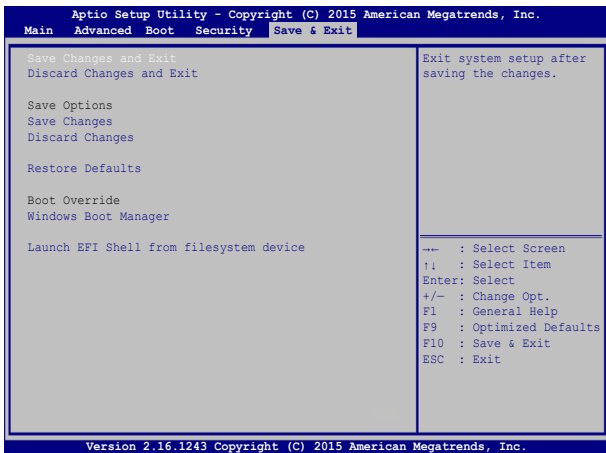 Aptio Setup Utility - Copyright (C) 2015 American Megatrends, Inc.
Main Advanced Boot Security Save & Exit
Save Changes and Exit
Discard Changes and Exit
Save Options
Save Changes
Discard Changes
Restore Defaults
Boot Override
Windows Boot Manager
Launch EFI Shell from filesystem device
Exit system setup after
saving the changes.
→← : Select Screen
↑↓ : Select Item
Enter: Select
+/— : Change Opt.
F1 : General Help
F9 : Optimized Defaults
F10 : Save & Exit
ESC : Exit
Version 2.16.1243 Copyright (C) 2015 American Megatrends, Inc.